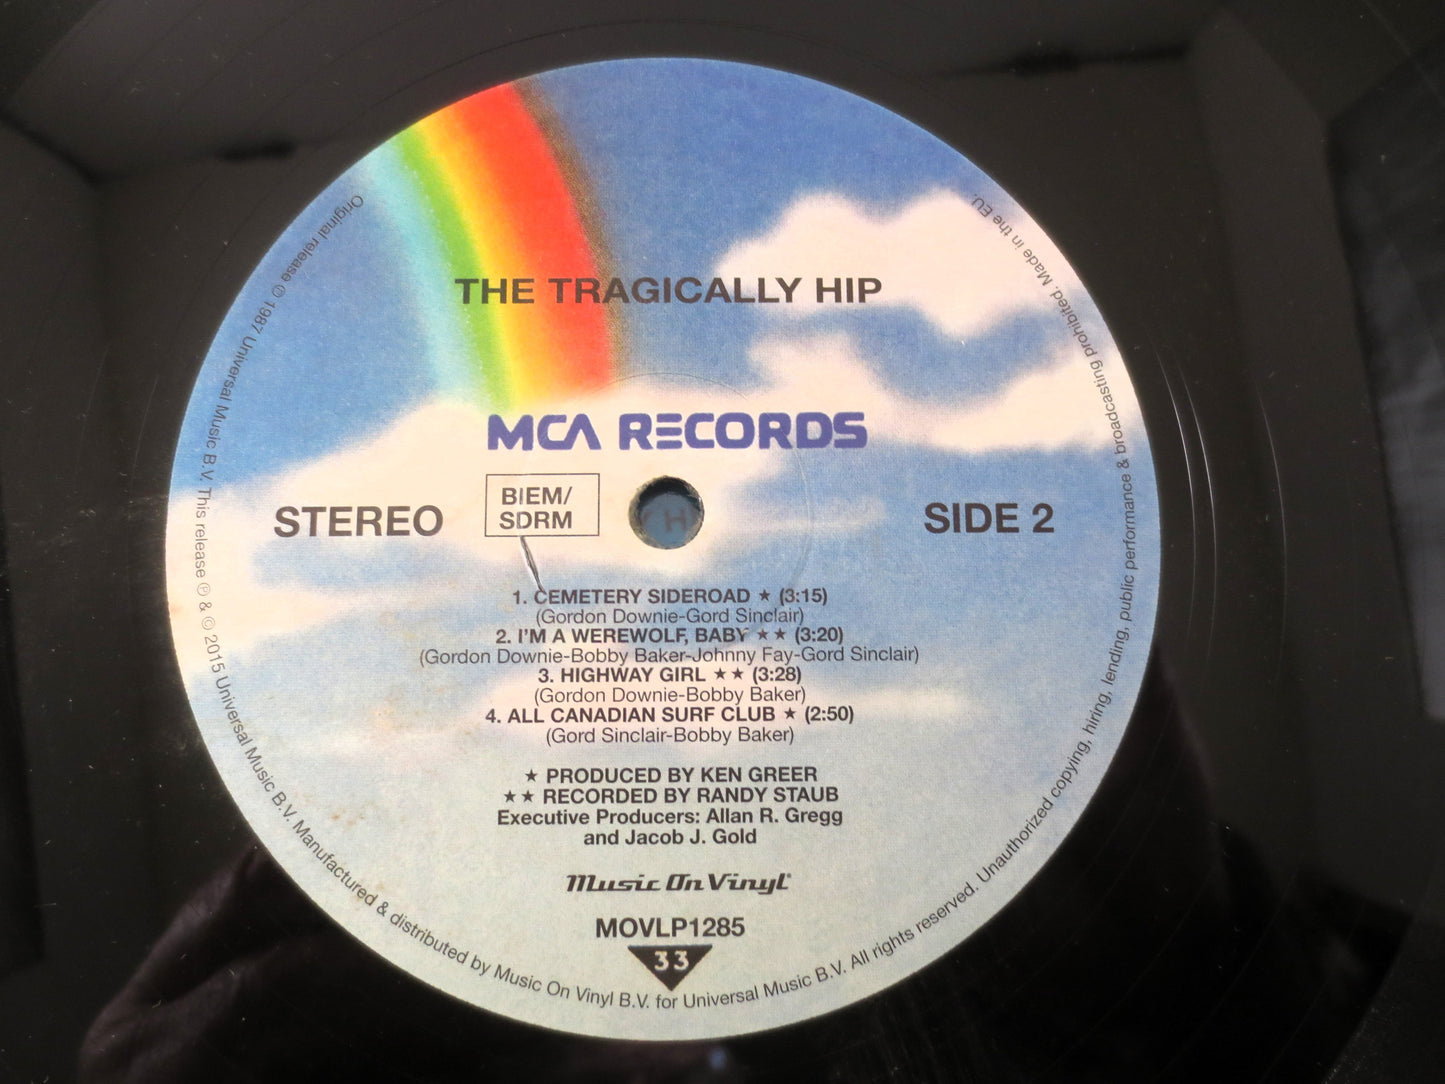 THE TRAGICALLY HIP
MCA RECORDS
STEREO
BIEM/
SDRM
SIDE 2
1. CEMETERY SIDEROAD ★ (3:15)
(Gordon Downie-Gord Sinclair)
2. I'M A WEREWOLF, BABY ★★ (3:20)
(Gordon Downie-Bobby Baker-Johnny Fay-Gord Sinclair)
3. HIGHWAY GIRL ★★ (3:28)
(Gordon Downie-Bobby Baker)
4. ALL CANADIAN SURF CLUB ★ (2:50)
(Gord Sinclair-Bobby Baker)
★ PRODUCED BY KEN GREER
★★ RECORDED BY RANDY STAUB
Executive Producers: Allan R. Gregg
and Jacob J. Gold
Music On Vinyl®
MOVLP1285
33
Original release ℗ 1987 Universal Music B.V. This release ℗ & © 2015 Universal Music B.V. Manufactured & distributed by Music On Vinyl B.V. for Universal Music B.V. All rights reserved. Unauthorized copying, hiring, lending, public performance & broadcasting prohibited. Made in the EU.